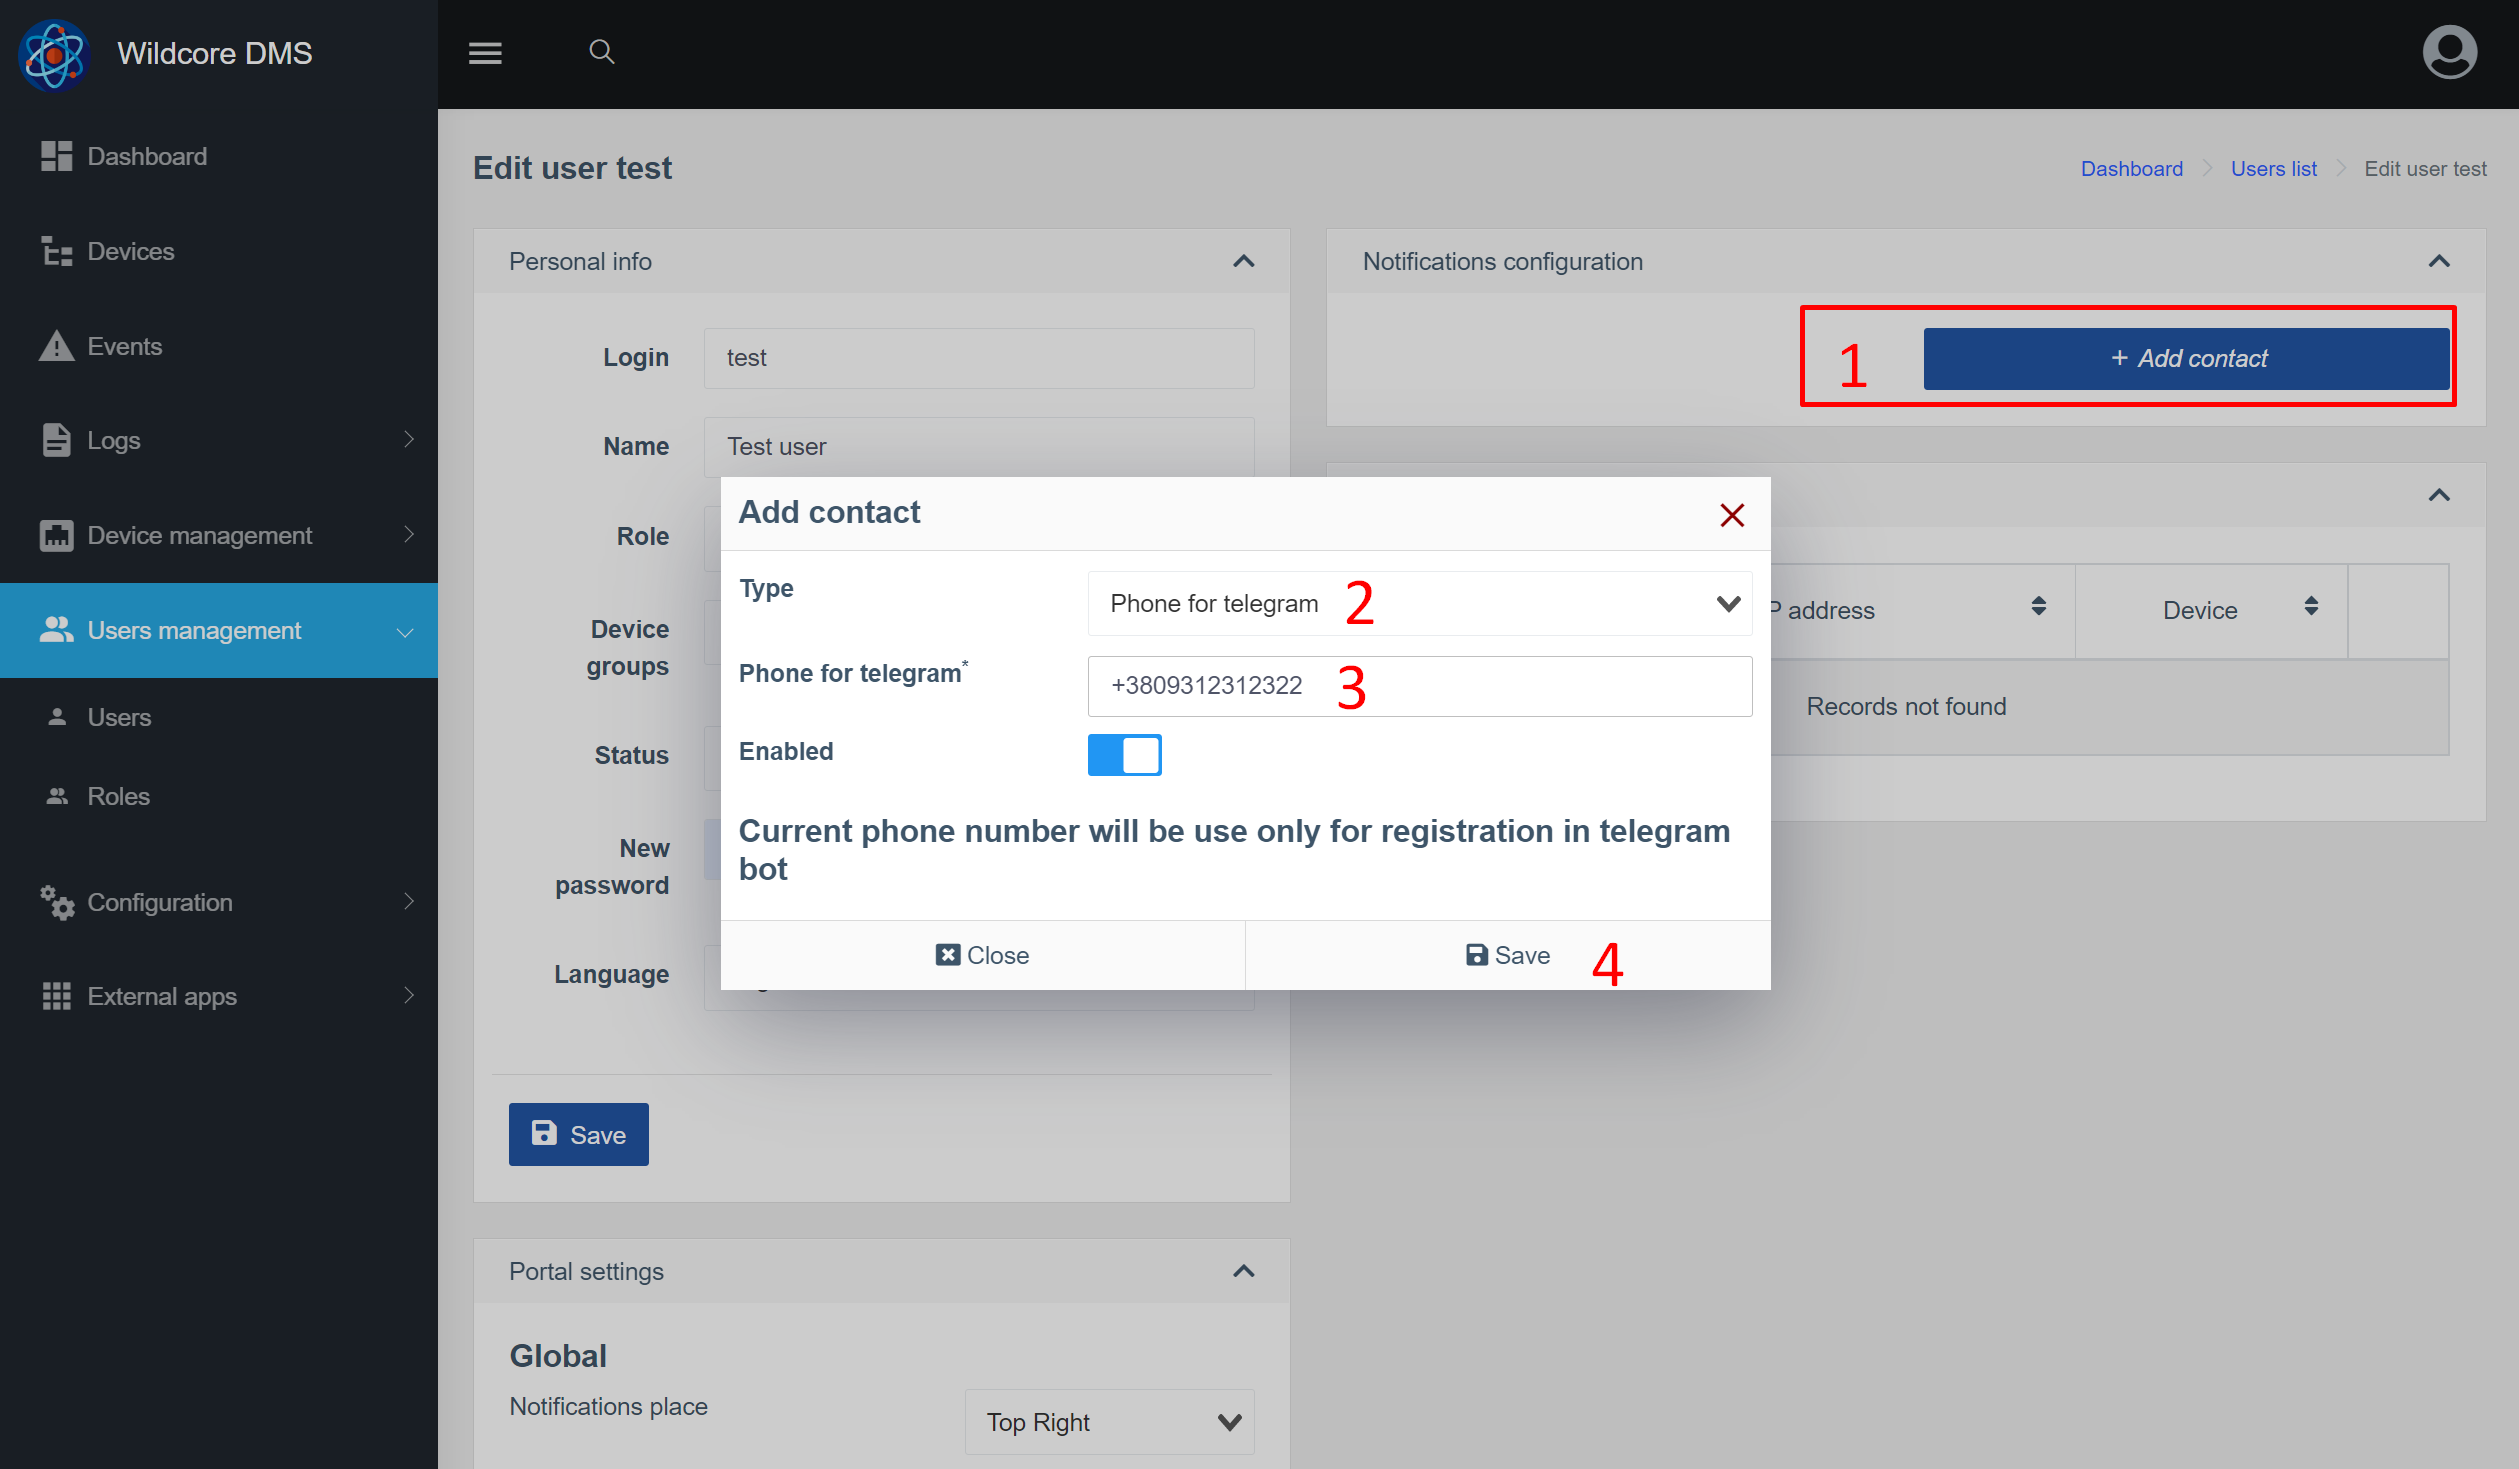 Wildcore DMS
Dashboard
Devices
Events
Logs
Device management
Users management
Users
Roles
Configuration
External apps
Edit user test
Dashboard
Users list
Edit user test
Personal info
Login
test
Name
Test user
Role
Device
groups
Status
New
password
Language
Save
Portal settings
Global
Notifications place
Top Right
Notifications configuration
1
+ Add contact
P address
Device
Records not found
Add contact
Type
Phone for telegram
2
Phone for telegram*
+3809312312322
3
Enabled
Current phone number will be use only for registration in telegram
bot
Close
Save
4